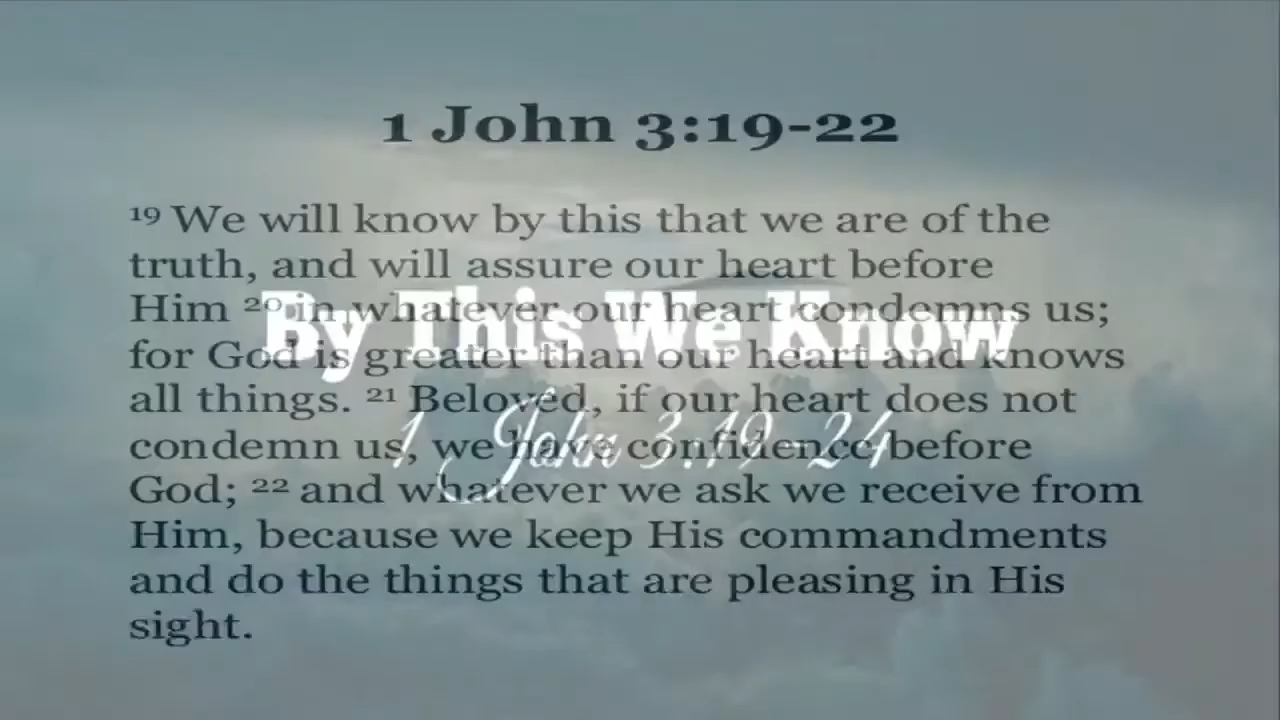 1 John 3:19-22
19 We will know by this that we are of the
truth, and will assure our heart before
Him 20 in whatever our heart condemns us;
for God is greater than our heart and knows
all things. 21 Beloved, if our heart does not
condemn us, we have confidence before
God; 22 and whatever we ask we receive from
Him, because we keep His commandments
and do the things that are pleasing in His
sight.
By This We Know
1 John 3:19-24